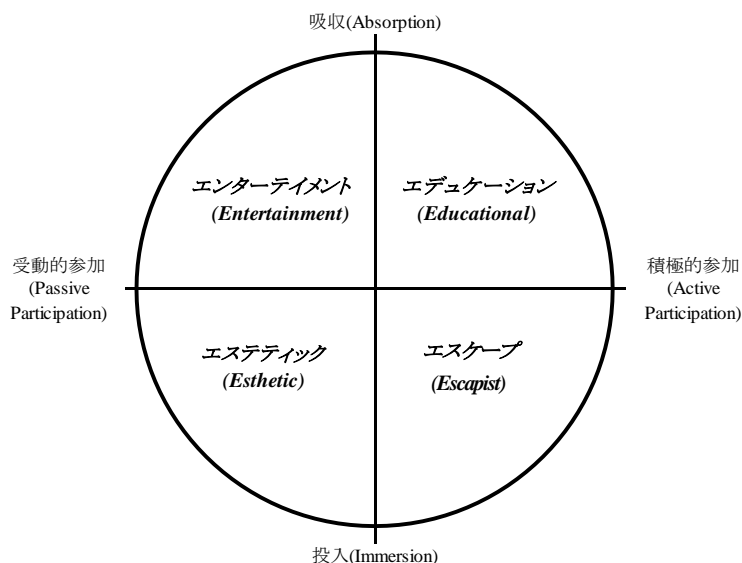 吸収(Absorption)
エンターテイメント
(Entertainment)
エデュケーション
(Educational)
受動的参加
(Passive
Participation)
積極的参加
(Active
Participation)
エステティック
(Esthetic)
エスケープ
(Escapist)
投入(Immersion)